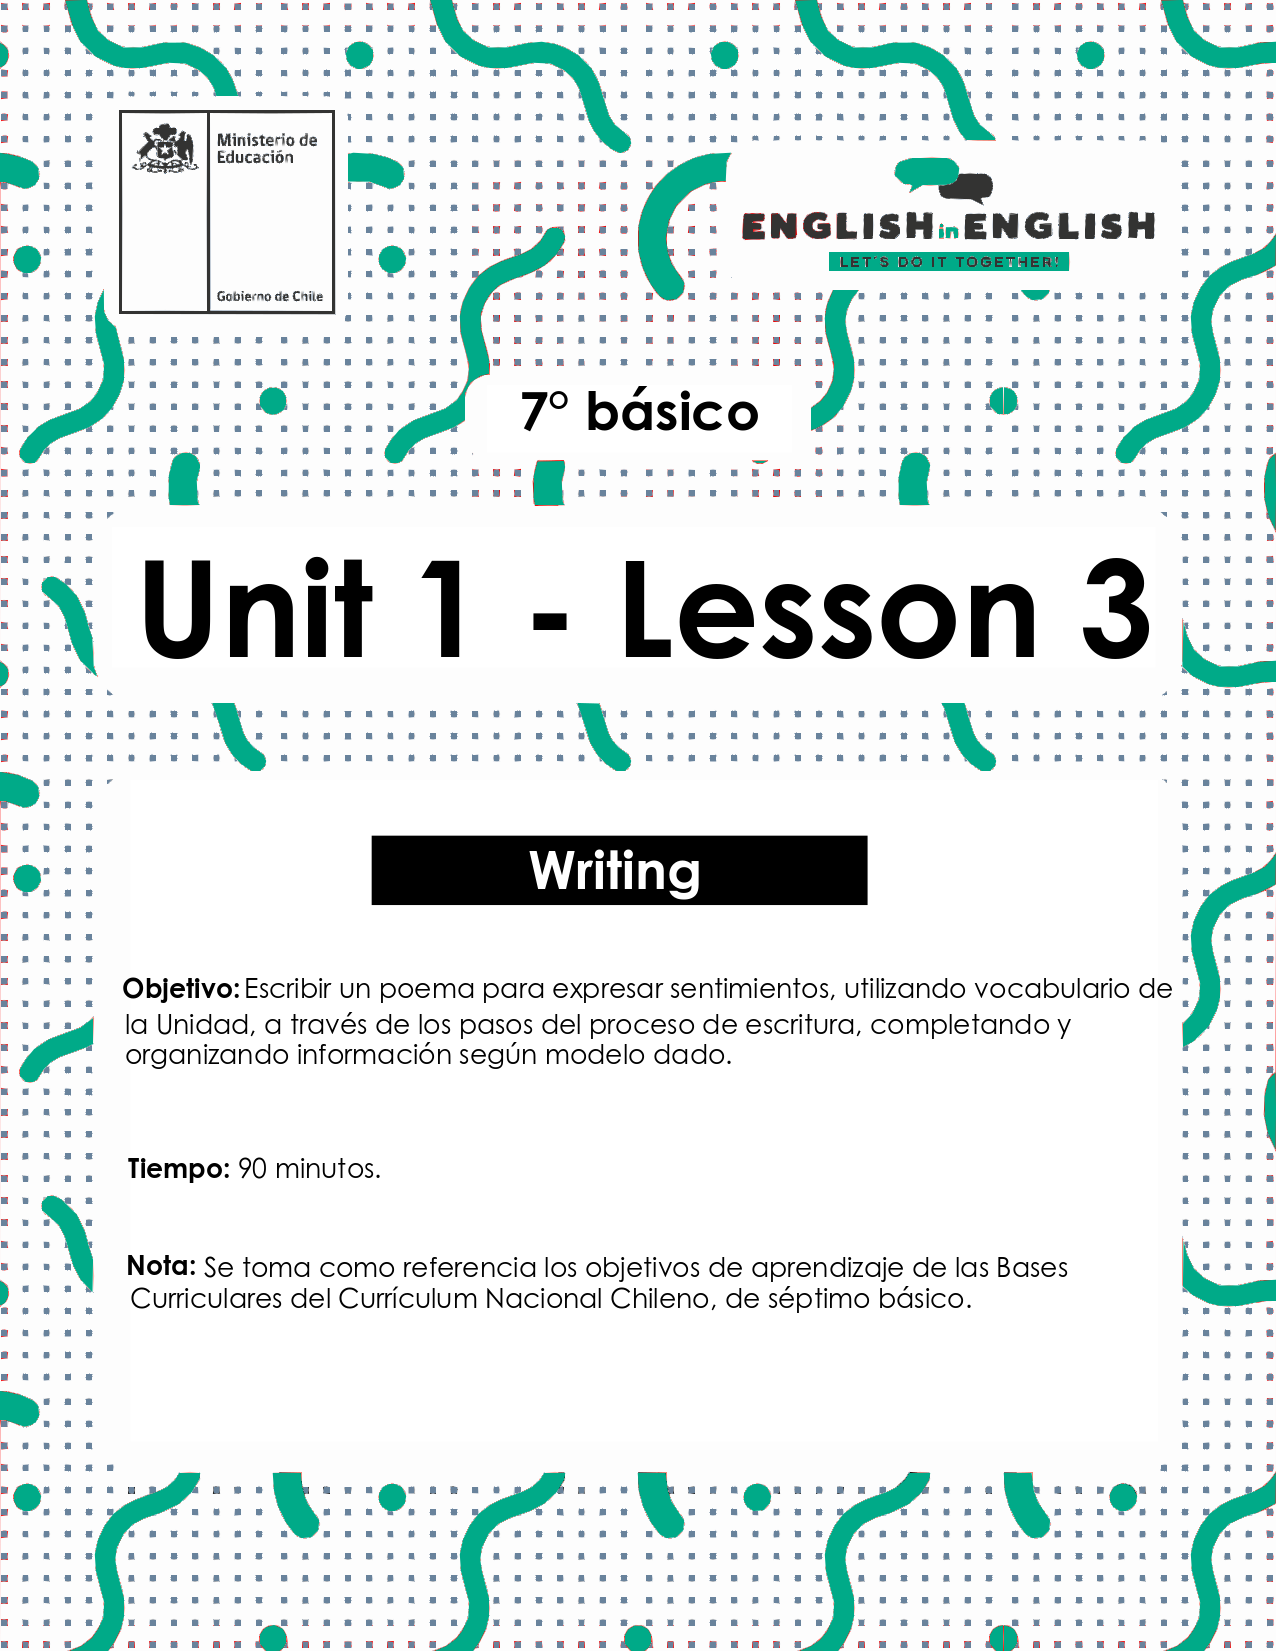 Ministerio de
Educación
Gobierno de Chile
ENGLISH in ENGLISH
LET'S DO IT TOGETHER!
7° básico
Unit 1 - Lesson 3
Writing
Objetivo: Escribir un poema para expresar sentimientos, utilizando vocabulario de
la Unidad, a través de los pasos del proceso de escritura, completando y
organizando información según modelo dado.
Tiempo: 90 minutos.
Nota: Se toma como referencia los objetivos de aprendizaje de las Bases
Curriculares del Currículum Nacional Chileno, de séptimo básico.